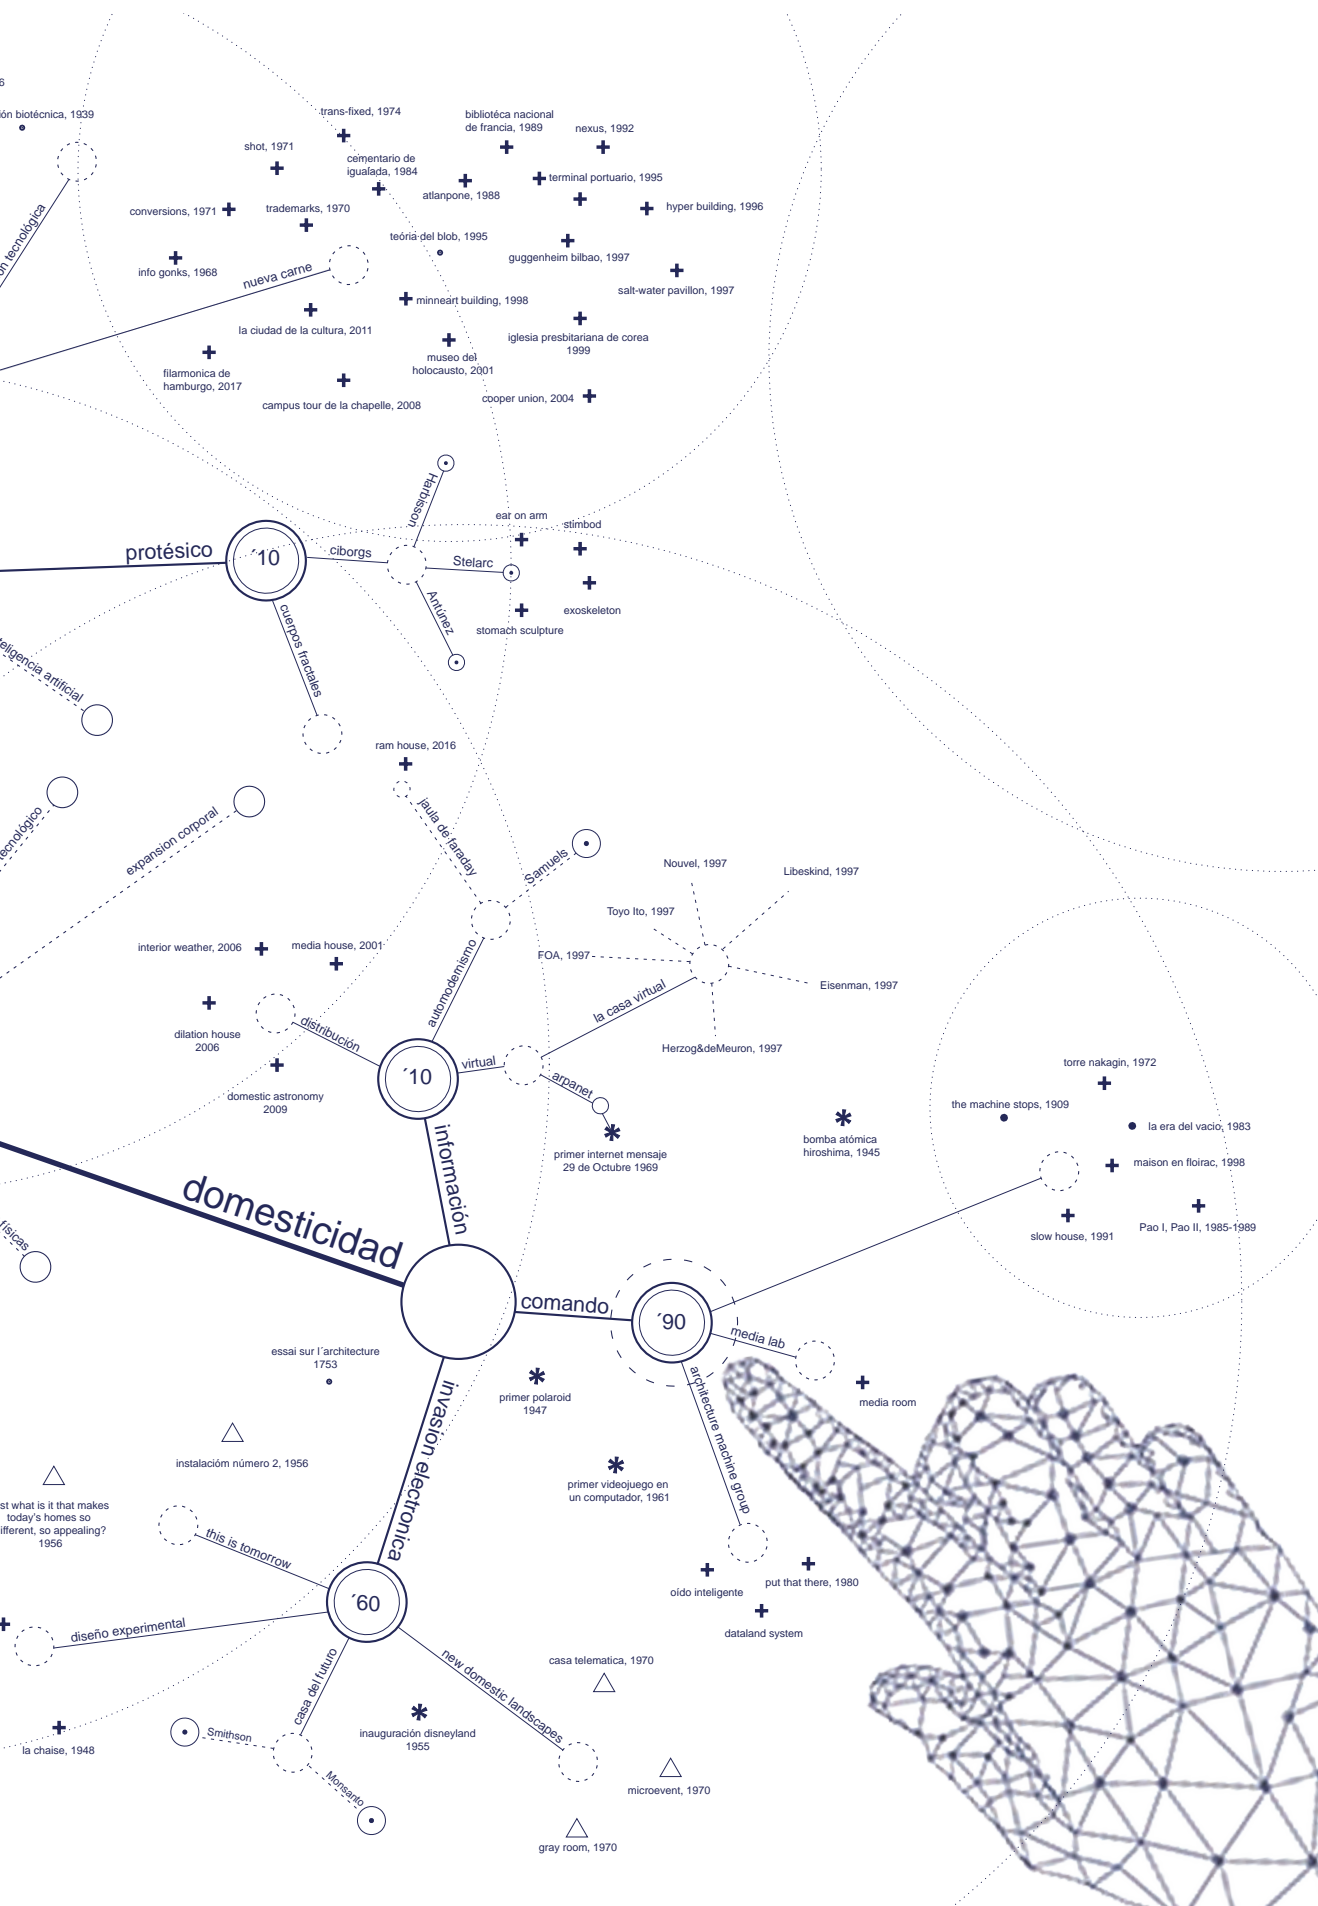 6
ión biotécnica, 1939
trans-fixed, 1974
bibliotéca nacional
de francia, 1989
nexus, 1992
shot, 1971
cementario de
igualada, 1984
terminal portuario, 1995
atlanpone, 1988
conversions, 1971
trademarks, 1970
hyper building, 1996
teoria del blob, 1995
guggenheim bilbao, 1997
info gonks, 1968
nueva carne
salt-water pavillon, 1997
ón tecnológica
minneart building, 1998
la ciudad de la cultura, 2011
iglesia presbitariana de corea
1999
museo del
holocausto, 2001
filarmonica de
hamburgo, 2017
campus tour de la chapelle, 2008
cooper union, 2004
Harbisson
ear on arm
stimbod
protésico
´10
ciborgs
Stelarc
Antúnez
exoskeleton
stomach sculpture
cuerpos fractales
teligencia artificial
ram house, 2016
jaula de faraday
Samuels
tecnológico
expansion corporal
Nouvel, 1997
Libeskind, 1997
Toyo Ito, 1997
FOA, 1997
Eisenman, 1997
Herzog&deMeuron, 1997
interior weather, 2006
media house, 2001
automodernismo
la casa virtual
distribución
dilation house
2006
´10
virtual
arpanet
domestic astronomy
2009
primer internet mensaje
29 de Octubre 1969
bomba atómica
hiroshima, 1945
torre nakagin, 1972
the machine stops, 1909
la era del vacio, 1983
maison en floirac, 1998
Pao I, Pao II, 1985-1989
slow house, 1991
información
domesticidad
físicas
comando
´90
media lab
media room
architecture machine group
essai sur l´architecture
1753
primer polaroid
1947
invasion electronica
instalacióm número 2, 1956
primer videojuego en
un computador, 1961
st what is it that makes
today's homes so
ifferent, so appealing?
1956
this is tomorrow
oído inteligente
put that there, 1980
dataland system
´60
diseño experimental
casa del futuro
new domestic landscapes
casa telematica, 1970
Smithson
inauguración disneyland
1955
la chaise, 1948
Monsanto
microevent, 1970
gray room, 1970